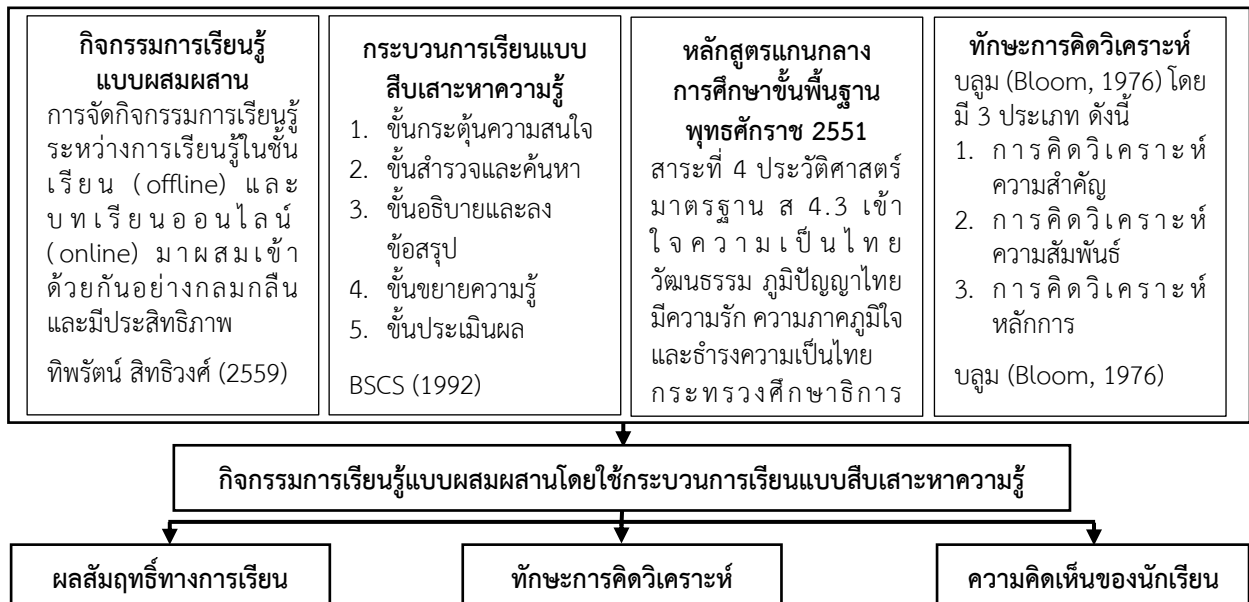 กิจกรรมการเรียนรู้
แบบผสมผสาน
การจัดกิจกรรมการเรียนรู้
ระหว่างการเรียนรู้ในชั้น
เรียน (offline) และ
บทเรียนออนไลน์
(online) มาผสมเข้า
ด้วยกันอย่างกลมกลืน
และมีประสิทธิภาพ
ทิพรัตน์ สิทธิวงศ์ (2559)
กระบวนการเรียนแบบ
สืบเสาะหาความรู้
1. ขั้นกระตุ้นความสนใจ
2. ขั้นสำรวจและค้นหา
3. ขั้นอธิบายและลง
ข้อสรุป
4. ขั้นขยายความรู้
5. ขั้นประเมินผล
BSCS (1992)
หลักสูตรแกนกลาง
การศึกษาขั้นพื้นฐาน
พุทธศักราช 2551
สาระที่ 4 ประวัติศาสตร์
มาตรฐาน ส 4.3 เข้า
ใจความเป็นไทย
วัฒนธรรม ภูมิปัญญาไทย
มีความรัก ความภาคภูมิใจ
และธำรงความเป็นไทย
กระทรวงศึกษาธิการ
ทักษะการคิดวิเคราะห์
บลูม (Bloom, 1976) โดย
มี 3 ประเภท ดังนี้
1. การคิดวิเคราะห์
ความสำคัญ
2. การคิดวิเคราะห์
ความสัมพันธ์
3. การคิดวิเคราะห์
หลักการ
บลูม (Bloom, 1976)
กิจกรรมการเรียนรู้แบบผสมผสานโดยใช้กระบวนการเรียนแบบสืบเสาะหาความรู้
ผลสัมฤทธิ์ทางการเรียน
ทักษะการคิดวิเคราะห์
ความคิดเห็นของนักเรียน